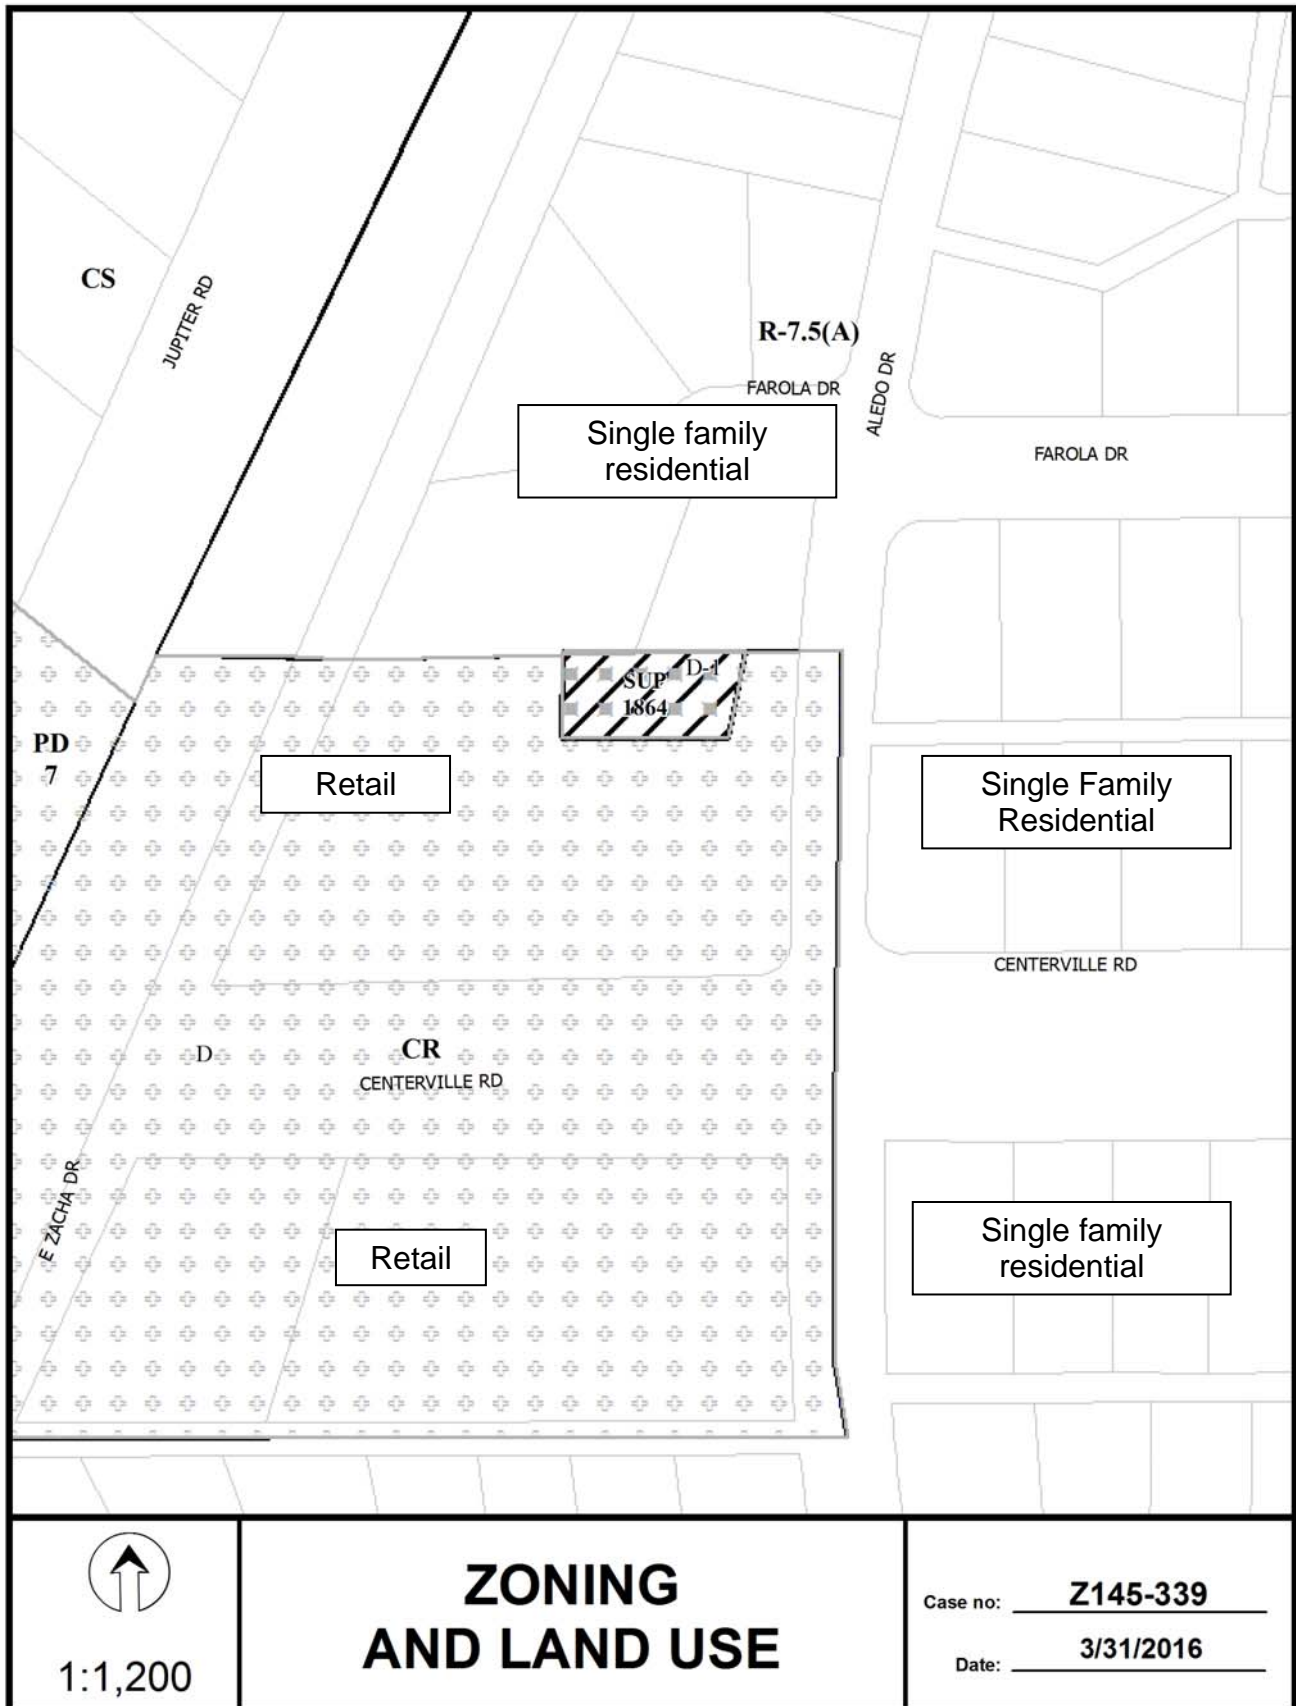 CS
JUPITER RD
R-7.5(A)
FAROLA DR
ALEDO DR
Single family
residential
FAROLA DR
D-1
SUP
1864
PD
7
Retail
Single Family
Residential
CENTERVILLE RD
D
CR
CENTERVILLE RD
E ZACHA DR
Single family
residential
Retail
1:1,200
ZONING
AND LAND USE
Case no: Z145-339
Date: 3/31/2016